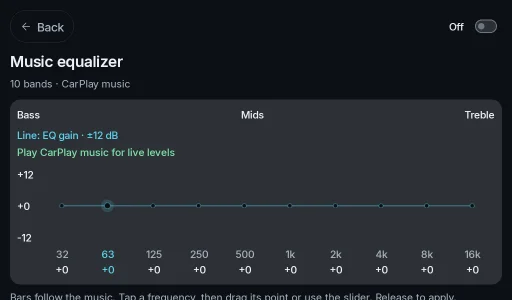 ← Back
Off
Music equalizer
10 bands · CarPlay music
Bass Mids Treble
Line: EQ gain · ±12 dB
Play CarPlay music for live levels
+12
+0
-12
32 63 125 250 500 1k 2k 4k 8k 16k
+0 +0 +0 +0 +0 +0 +0 +0 +0 +0
Bars follow the music. Tap a frequency, then drag its point or use the slider. Release to apply.